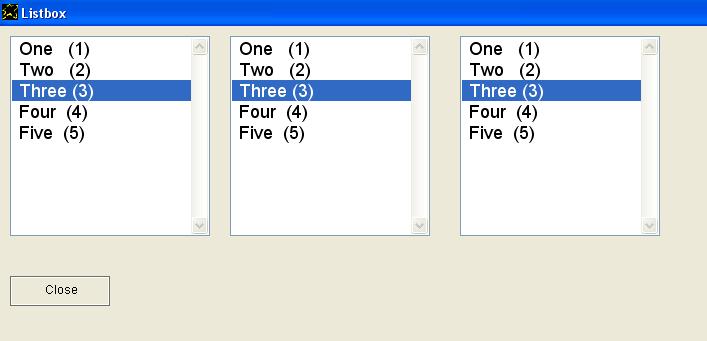 Listbox
One   (1)
Two   (2)
Three (3)
Four  (4)
Five  (5)
One   (1)
Two   (2)
Three (3)
Four  (4)
Five  (5)
One   (1)
Two   (2)
Three (3)
Four  (4)
Five  (5)
Close